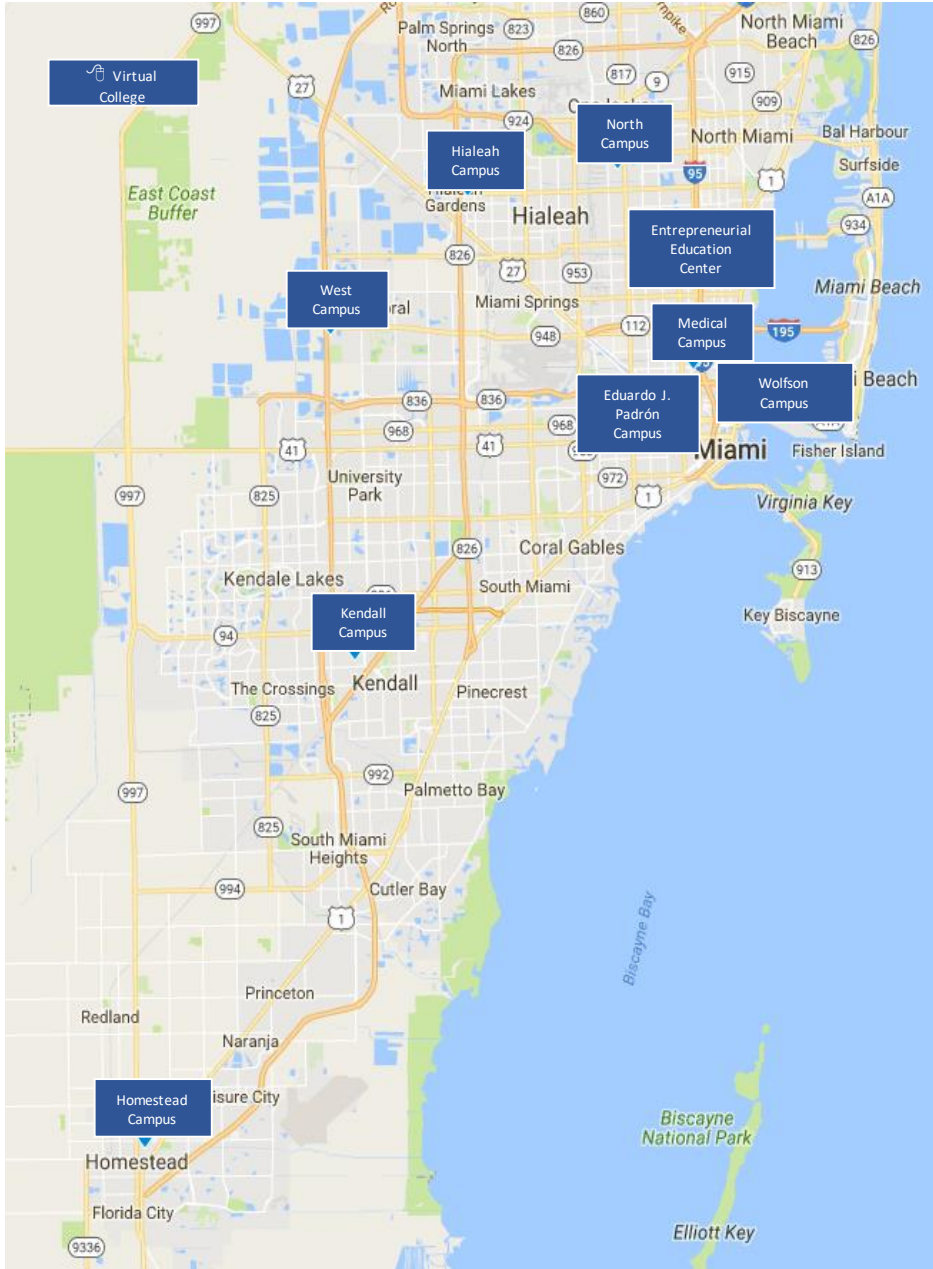 997
860
Palm Springs
North
823
826
North Miami
Beach
826
Virtual
College
27
817
9
915
Miami Lakes
909
924
North
Campus
North Miami
Bal Harbour
Hialeah
Campus
95
Surfside
1
East Coast
Buffer
Gardens
A1A
Hialeah
Entrepreneurial
Education
Center
934
826
27
953
Miami Beach
West
Campus
Miami Springs
112
Medical
Campus
195
948
Wolfson
Campus
i Beach
Eduardo J.
Padrón
Campus
836
836
968
968
41
41
Miami
Fisher Island
University
Park
972
997
825
1
Virginia Key
826
Coral Gables
913
Kendale Lakes
South Miami
Kendall
Campus
Key Biscayne
94
The Crossings
Kendall
Pinecrest
825
992
997
Palmetto Bay
825
South Miami
Heights
994
Cutler Bay
1
Biscayne Bay
Princeton
Redland
Naranja
Homestead
Campus
isure City
Biscayne
National Park
Homestead
Florida City
Elliott Key
9336